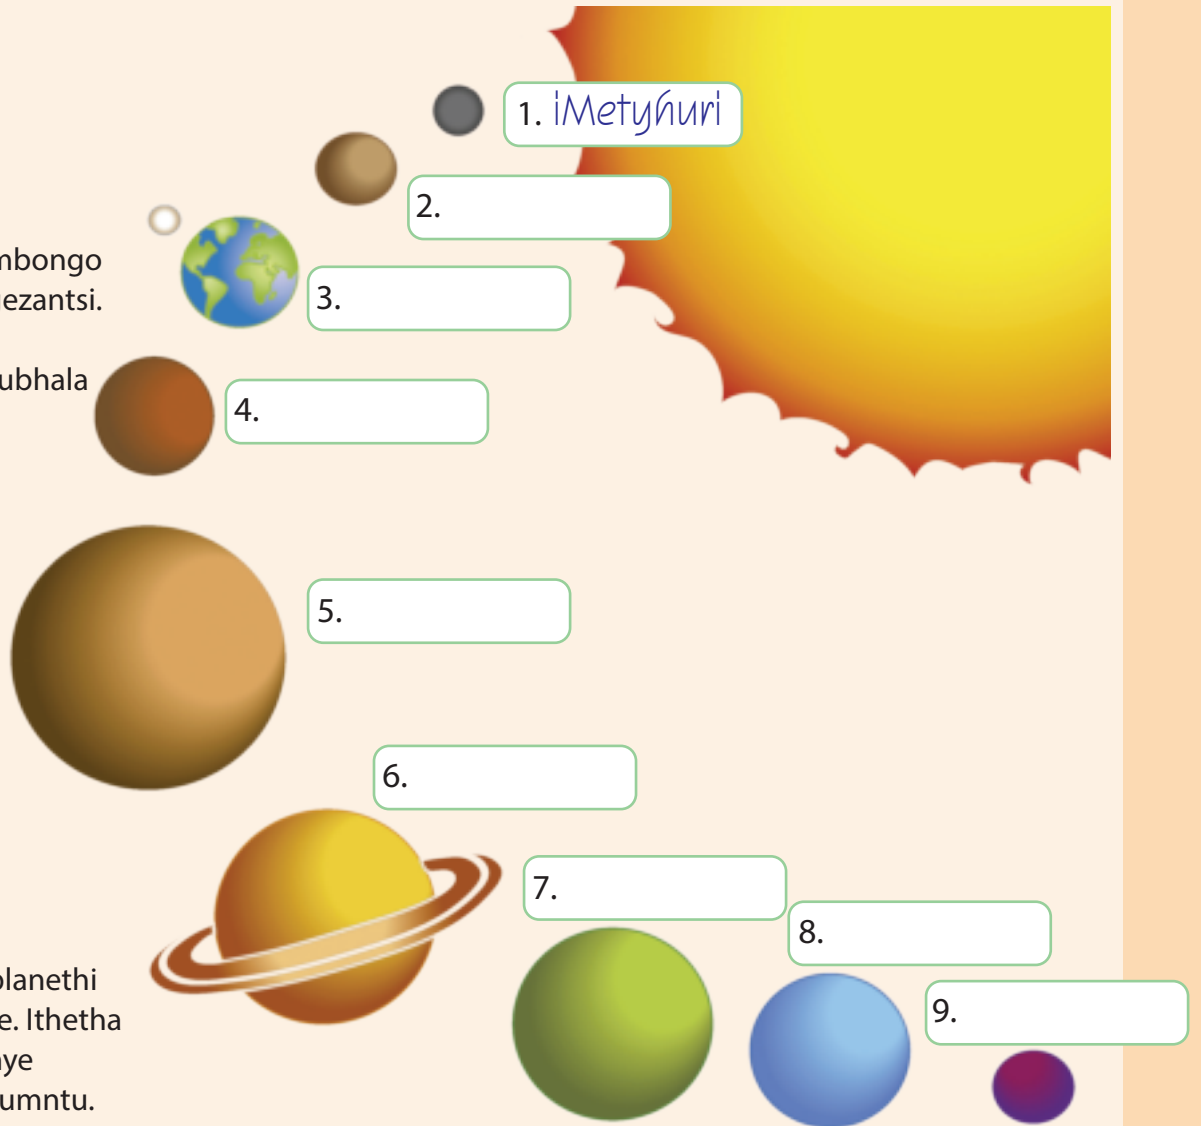 1. iMetyhuri
2.
mbongo
ezantsi.
3.
ubhala
4.
5.
6.
7.
8.
planethi
9.
e. Ithetha
ye
umntu.